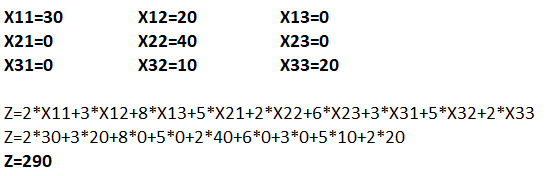 X11=30 X12=20 X13=0
X21=0 X22=40 X23=0
X31=0 X32=10 X33=20
Z=2*X11+3*X12+8*X13+5*X21+2*X22+6*X23+3*X31+5*X32+2*X33
Z=2*30+3*20+8*0+5*0+2*40+6*0+3*0+5*10+2*20
Z=290